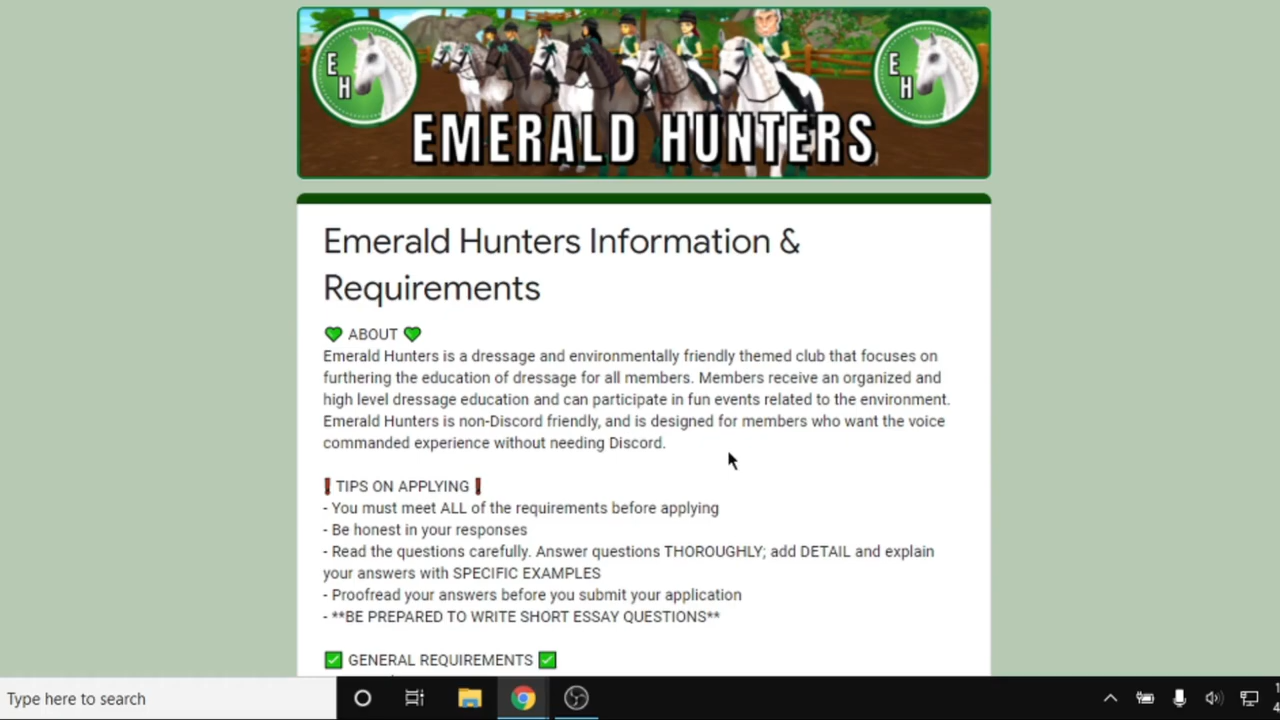 E
H
E
H
EMERALD HUNTERS
Emerald Hunters Information &
Requirements
💚 ABOUT 💚
Emerald Hunters is a dressage and environmentally friendly themed club that focuses on
furthering the education of dressage for all members. Members receive an organized and
high level dressage education and can participate in fun events related to the environment.
Emerald Hunters is non-Discord friendly, and is designed for members who want the voice
commanded experience without needing Discord.
❗TIPS ON APPLYING❗
- You must meet ALL of the requirements before applying
- Be honest in your responses
- Read the questions carefully. Answer questions THOROUGHLY; add DETAIL and explain
your answers with SPECIFIC EXAMPLES
- Proofread your answers before you submit your application
- **BE PREPARED TO WRITE SHORT ESSAY QUESTIONS**
✅ GENERAL REQUIREMENTS ✅
Type here to search